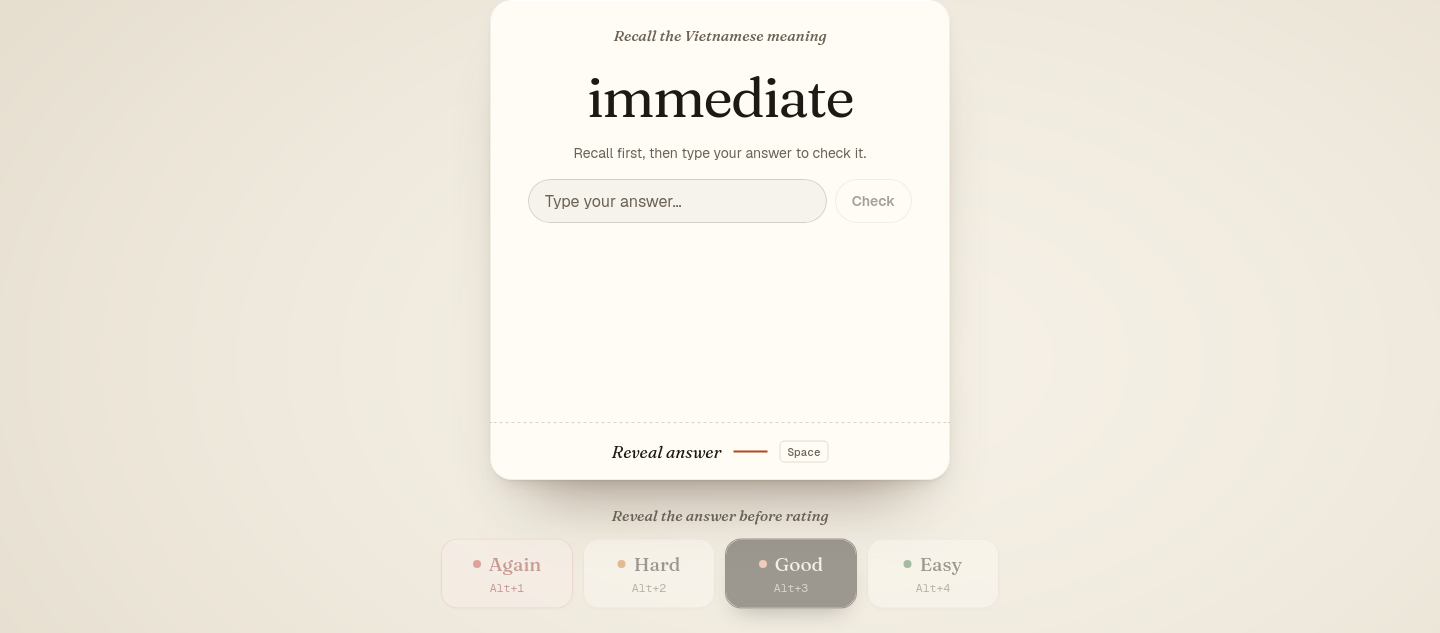 Recall the Vietnamese meaning
immediate
Recall first, then type your answer to check it.
Type your answer... Check
Reveal answer Space
Reveal the answer before rating
Again Hard Good Easy
Alt+1 Alt+2 Alt+3 Alt+4